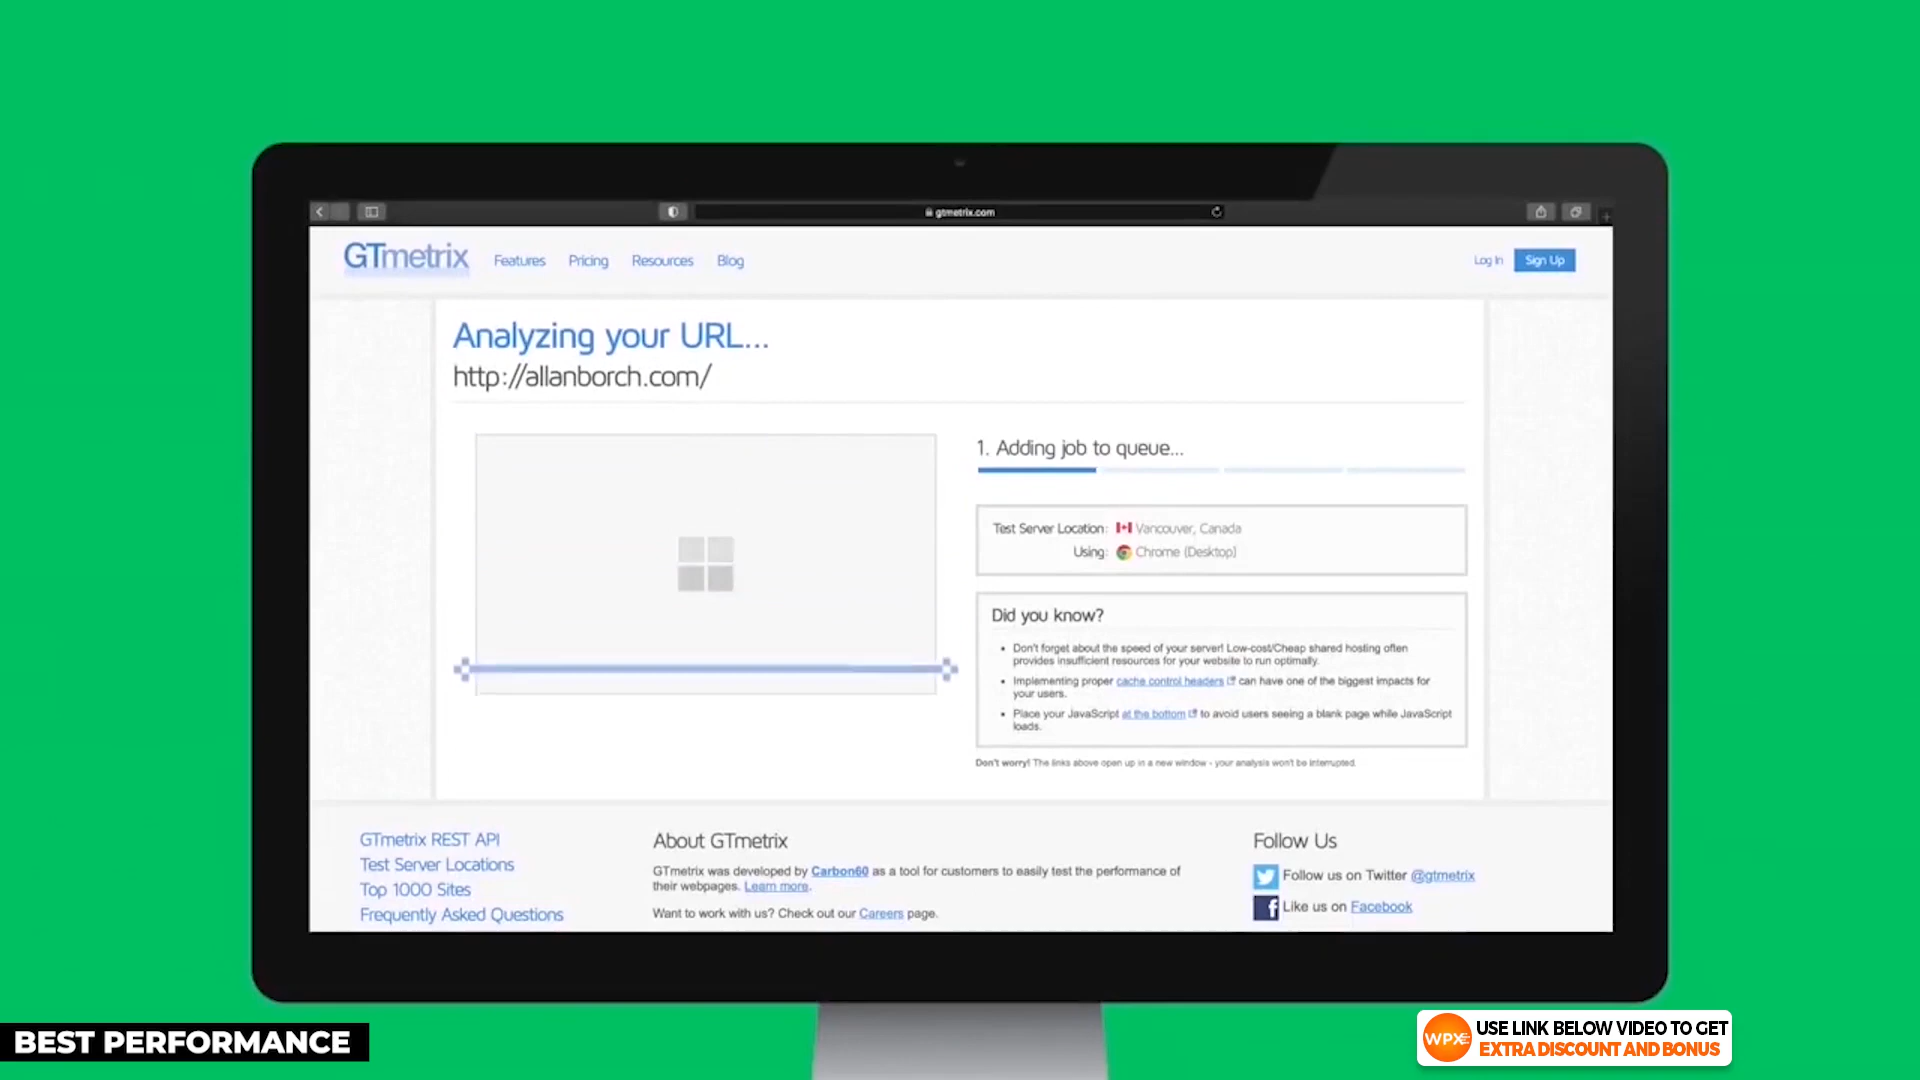 gtmetrix.com
GTmetrix
Features
Pricing
Resources
Blog
Log In
Sign Up
Analyzing your URL...
http://allanborch.com/
1. Adding job to queue...
Test Server Location: Vancouver, Canada
Using: Chrome (Desktop)
Did you know?
Don't forget about the speed of your server! Low-cost/Cheap shared hosting often
provides insufficient resources for your website to run optimally.
Implementing proper cache control headers can have one of the biggest impacts for
your users.
Place your JavaScript at the bottom to avoid users seeing a blank page while JavaScript
loads.
Don't worry! The links above open up in a new window - your analysis won't be interrupted.
GTmetrix REST API
Test Server Locations
Top 1000 Sites
Frequently Asked Questions
About GTmetrix
GTmetrix was developed by Carbon60 as a tool for customers to easily test the performance of
their webpages. Learn more.
Want to work with us? Check out our Careers page.
Follow Us
Follow us on Twitter @gtmetrix
Like us on Facebook
BEST PERFORMANCE
WPX
USE LINK BELOW VIDEO TO GET
EXTRA DISCOUNT AND BONUS